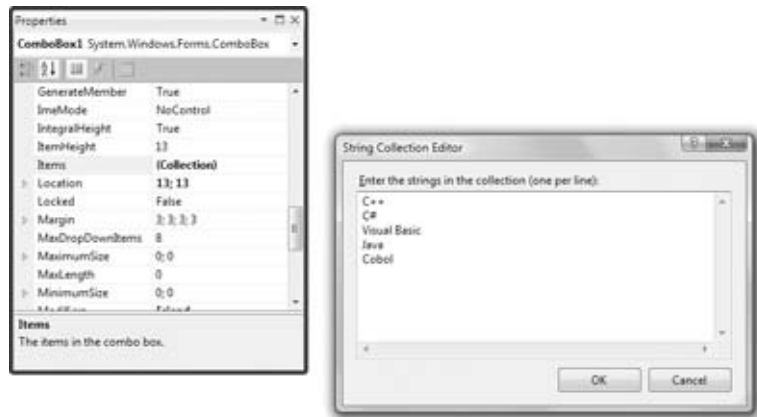 Properties
ComboBox1 System.Windows.Forms.ComboBox
GenerateMember True
ImeMode NoControl
IntegralHeight True
ItemHeight 13
Items (Collection)
Location 13; 13
Locked False
Margin 3; 3; 3; 3
MaxDropDownItems 8
MaximumSize 0; 0
MaxLength 0
MinimumSize 0; 0
Items
The items in the combo box.
String Collection Editor
Enter the strings in the collection (one per line):
C++
C#
Visual Basic
Java
Cobol
OK Cancel